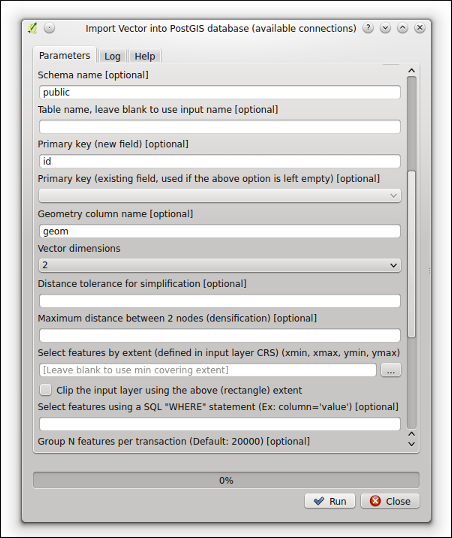 Import Vector into PostGIS database (available connections)
Parameters Log Help
Schema name [optional]
public
Table name, leave blank to use input name [optional]
Primary key (new field) [optional]
id
Primary key (existing field, used if the above option is left empty) [optional]
Geometry column name [optional]
geom
Vector dimensions
2
Distance tolerance for simplification [optional]
Maximum distance between 2 nodes (densification) [optional]
Select features by extent (defined in input layer CRS) (xmin, xmax, ymin, ymax)
[Leave blank to use min covering extent] ...
Clip the input layer using the above (rectangle) extent
Select features using a SQL "WHERE" statement (Ex: column='value') [optional]
Group N features per transaction (Default: 20000) [optional]
0%
Run Close